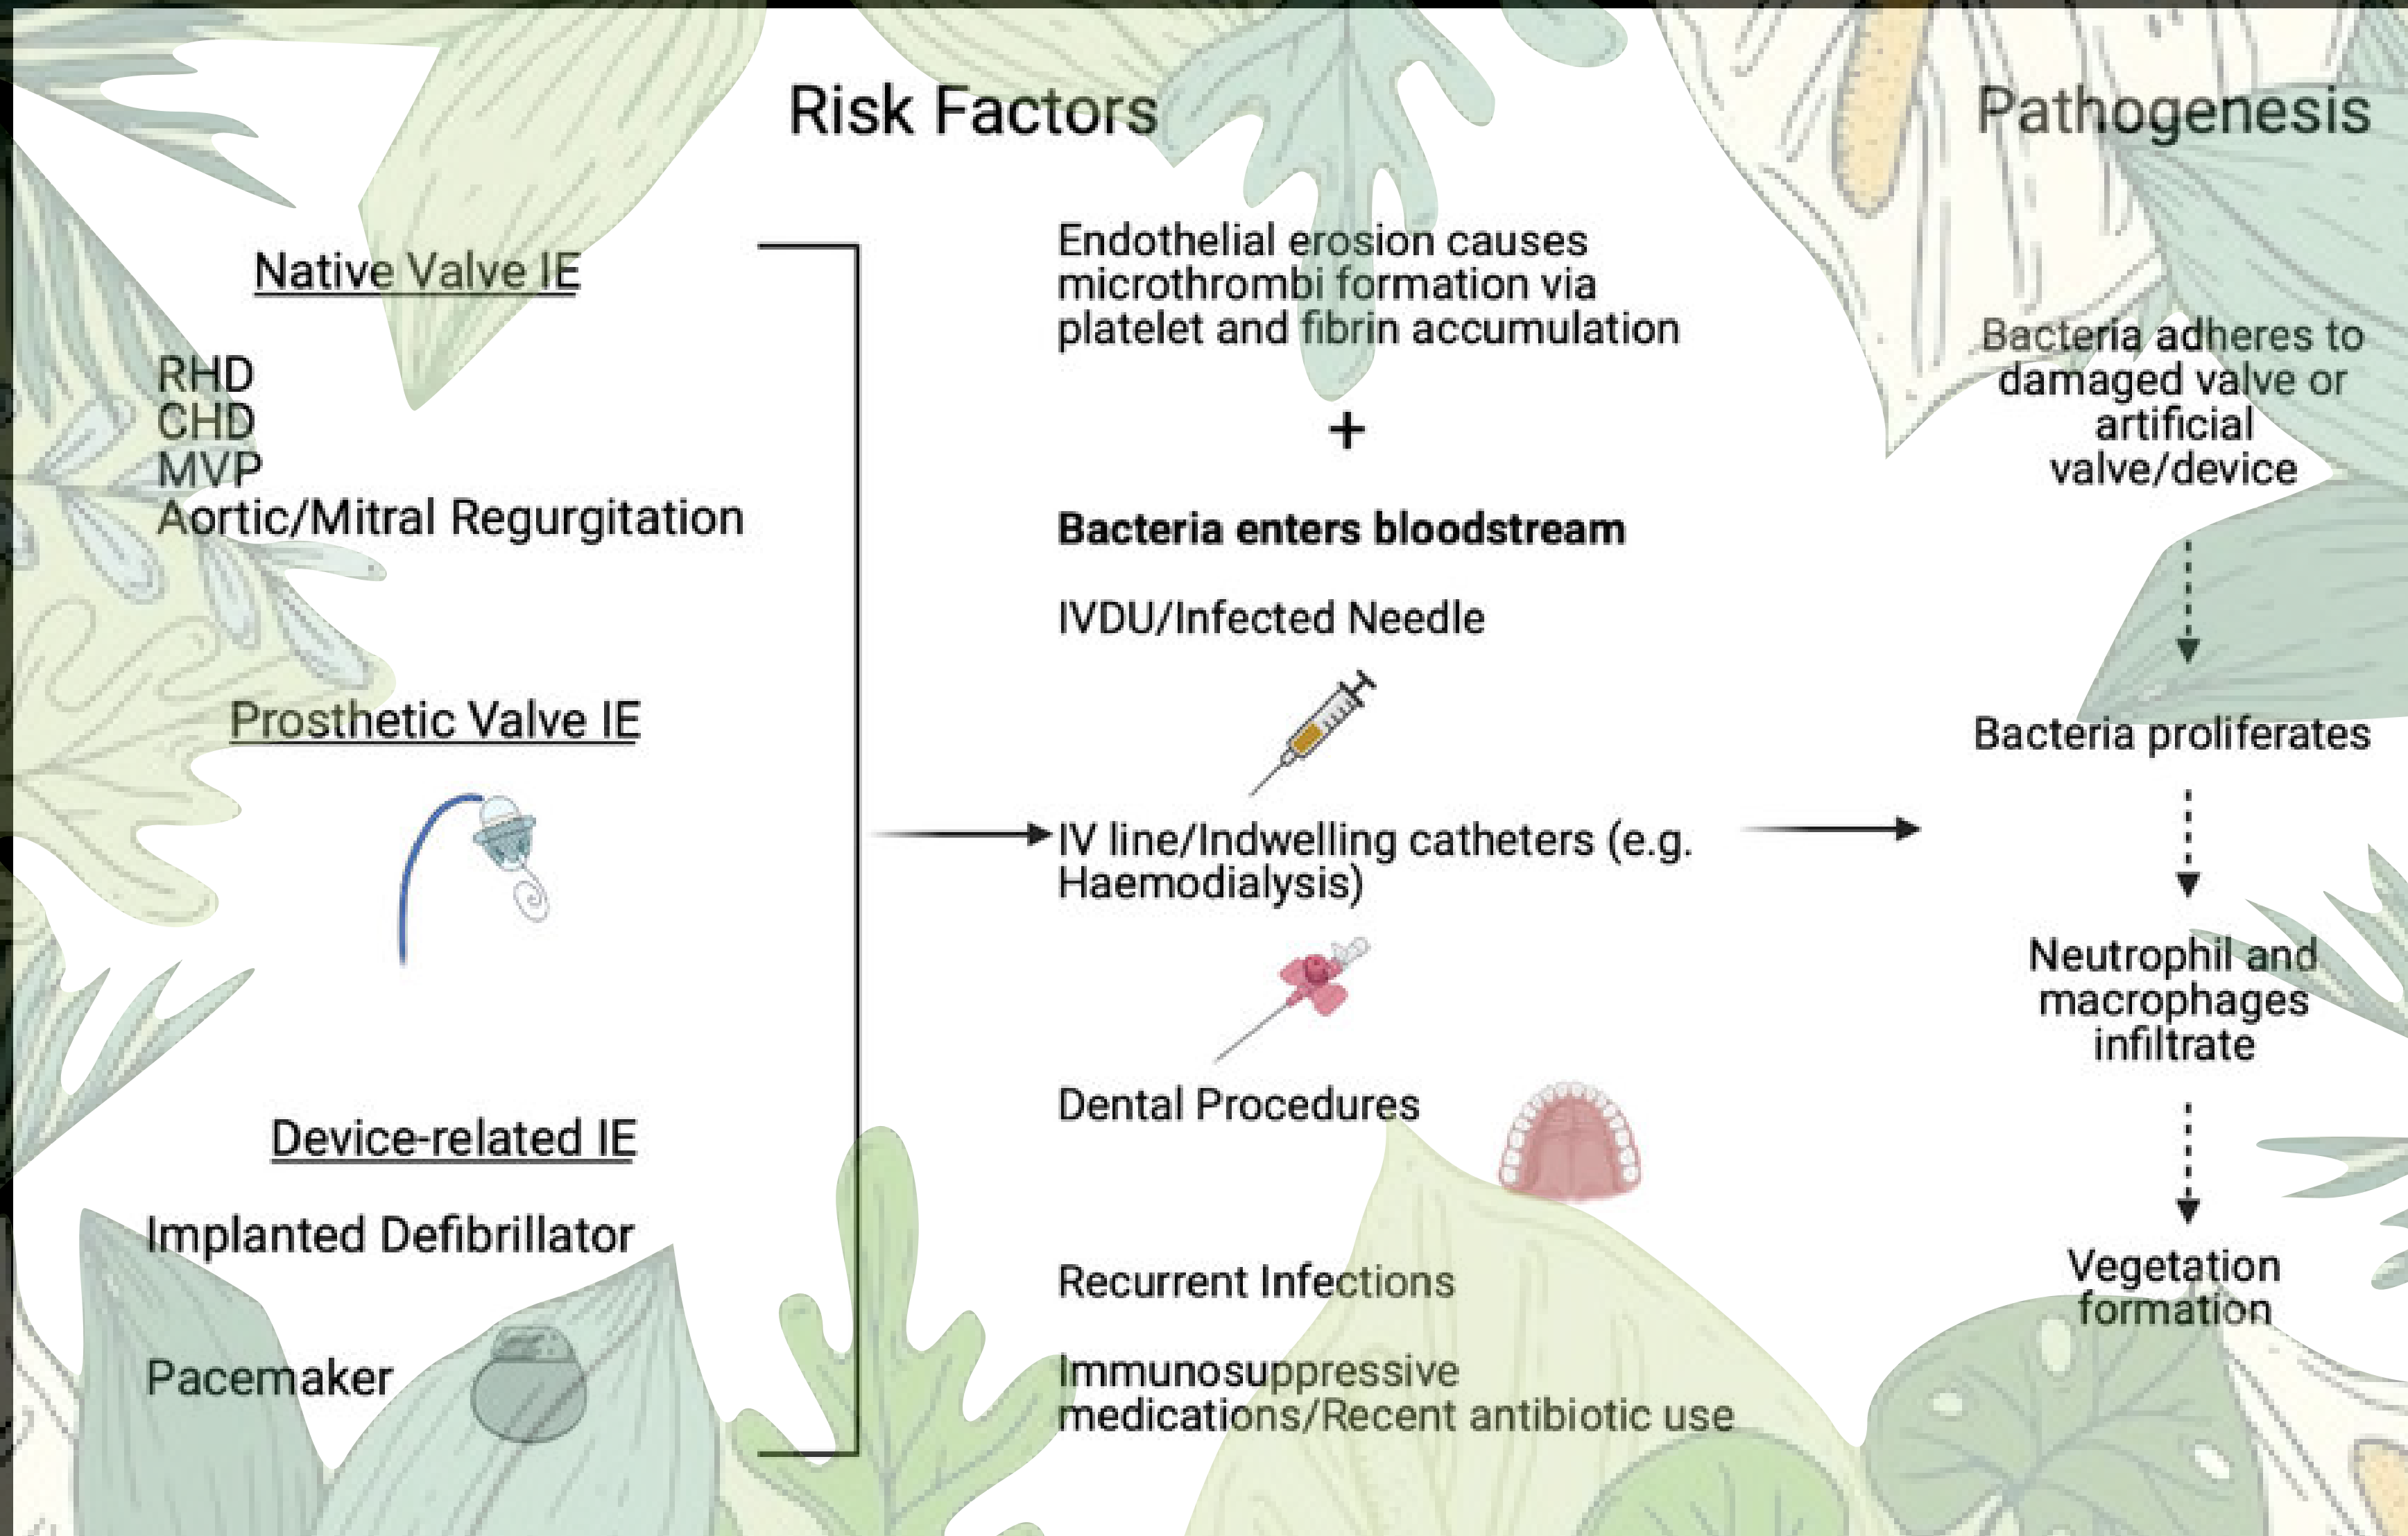 Risk Factors
Pathogenesis
Native Valve IE
RHD
CHD
MVP
Aortic/Mitral Regurgitation
Prosthetic Valve IE
Device-related IE
Implanted Defibrillator
Pacemaker
Endothelial erosion causes
microthrombi formation via
platelet and fibrin accumulation
+
Bacteria enters bloodstream
IVDU/Infected Needle
IV line/Indwelling catheters (e.g.
Haemodialysis)
Dental Procedures
Recurrent Infections
Immunosuppressive
medications/Recent antibiotic use
Bacteria adheres to
damaged valve or
artificial
valve/device
Bacteria proliferates
Neutrophil and
macrophages
infiltrate
Vegetation
formation